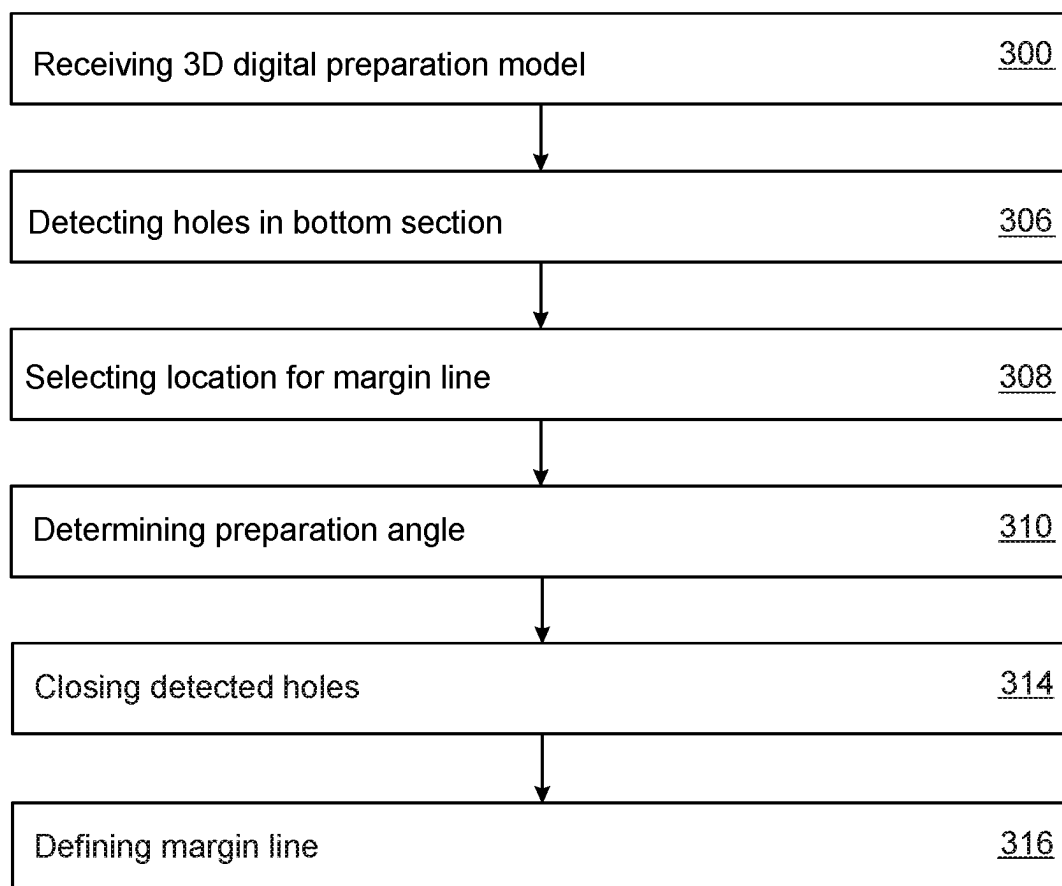 Receiving 3D digital preparation model 300
Detecting holes in bottom section 306
Selecting location for margin line 308
Determining preparation angle 310
Closing detected holes 314
Defining margin line 316